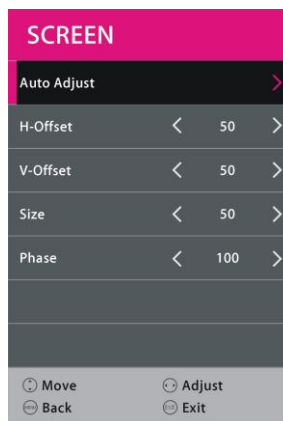 SCREEN
Auto Adjust
H-Offset 50
V-Offset 50
Size 50
Phase 100
Move Adjust
Back Exit